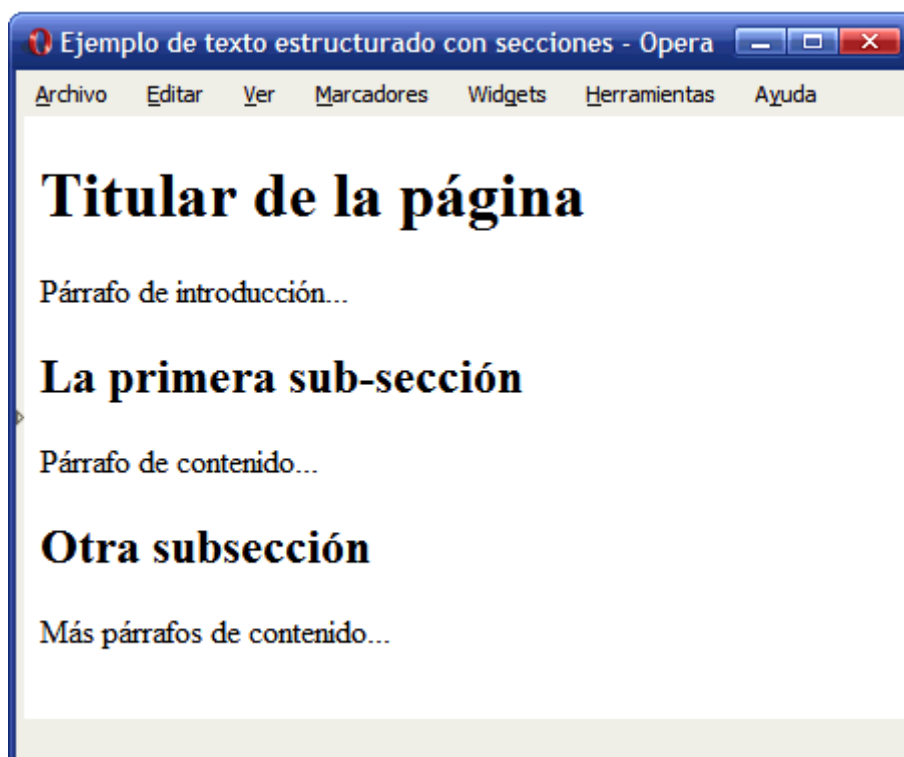 Ejemplo de texto estructurado con secciones - Opera
Archivo Editar Ver Marcadores Widgets Herramientas Ayuda
Titular de la página
Párrafo de introducción...
La primera sub-sección
Párrafo de contenido...
Otra subsección
Más párrafos de contenido...